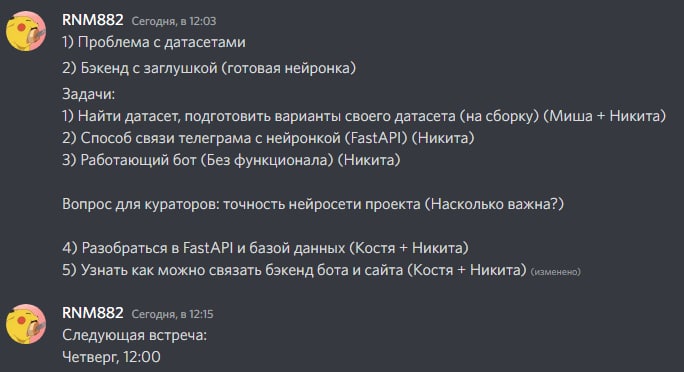 RNM882 Сегодня, в 12:03
1) Проблема с датасетами
2) Бэкенд с заглушкой (готовая нейронка)
Задачи:
1) Найти датасет, подготовить варианты своего датасета (на сборку) (Миша + Никита)
2) Способ связи телеграма с нейронкой (FastAPI) (Никита)
3) Работающий бот (Без функционала) (Никита)
Вопрос для кураторов: точность нейросети проекта (Насколько важна?)
4) Разобраться в FastAPI и базой данных (Костя + Никита)
5) Узнать как можно связать бэкенд бота и сайта (Костя + Никита) (изменено)
RNM882 Сегодня, в 12:15
Следующая встреча:
Четверг, 12:00